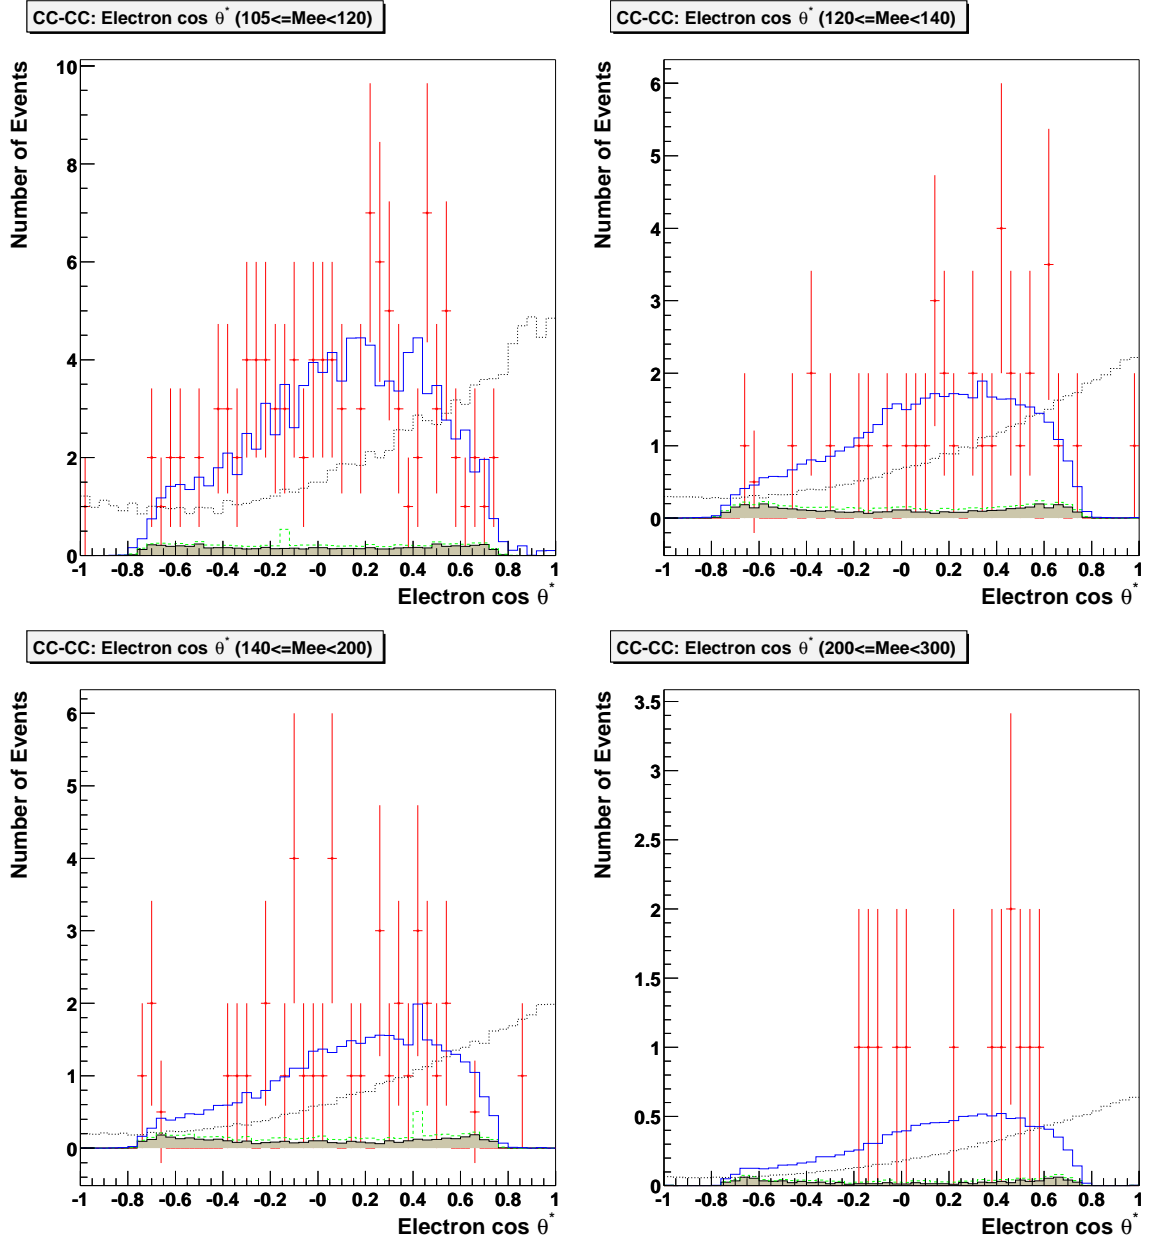 CC-CC: Electron cos θ* (105<=Mee<120)
Number of Events
10
8
6
4
2
0
-1 -0.8 -0.6 -0.4 -0.2 -0 0.2 0.4 0.6 0.8 1
Electron cos θ*
CC-CC: Electron cos θ* (120<=Mee<140)
Number of Events
6
5
4
3
2
1
0
-1 -0.8 -0.6 -0.4 -0.2 -0 0.2 0.4 0.6 0.8 1
Electron cos θ*
CC-CC: Electron cos θ* (140<=Mee<200)
Number of Events
6
5
4
3
2
1
0
-1 -0.8 -0.6 -0.4 -0.2 -0 0.2 0.4 0.6 0.8 1
Electron cos θ*
CC-CC: Electron cos θ* (200<=Mee<300)
Number of Events
3.5
3
2.5
2
1.5
1
0.5
0
-1 -0.8 -0.6 -0.4 -0.2 -0 0.2 0.4 0.6 0.8 1
Electron cos θ*